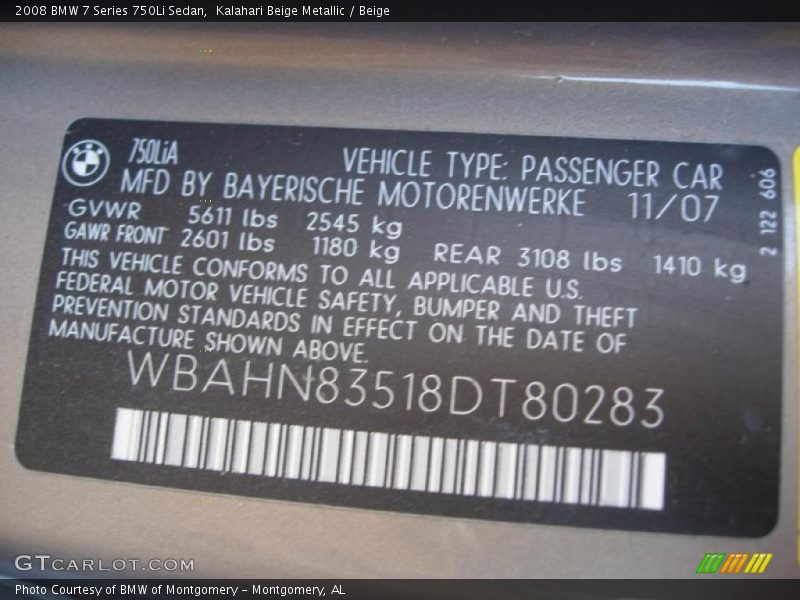 2008 BMW 7 Series 750Li Sedan,  Kalahari Beige Metallic / Beige
BMW
750LiA
VEHICLE TYPE: PASSENGER CAR
MFD BY BAYERISCHE MOTORENWERKE 11/07
GVWR 5611 lbs 2545 kg
GAWR FRONT 2601 lbs 1180 kg REAR 3108 lbs 1410 kg
THIS VEHICLE CONFORMS TO ALL APPLICABLE U.S.
FEDERAL MOTOR VEHICLE SAFETY, BUMPER AND THEFT
PREVENTION STANDARDS IN EFFECT ON THE DATE OF
MANUFACTURE SHOWN ABOVE.
WBAHN83518DT80283
2 122 606
GTCARLOT.COM
Photo Courtesy of BMW of Montgomery – Montgomery, AL